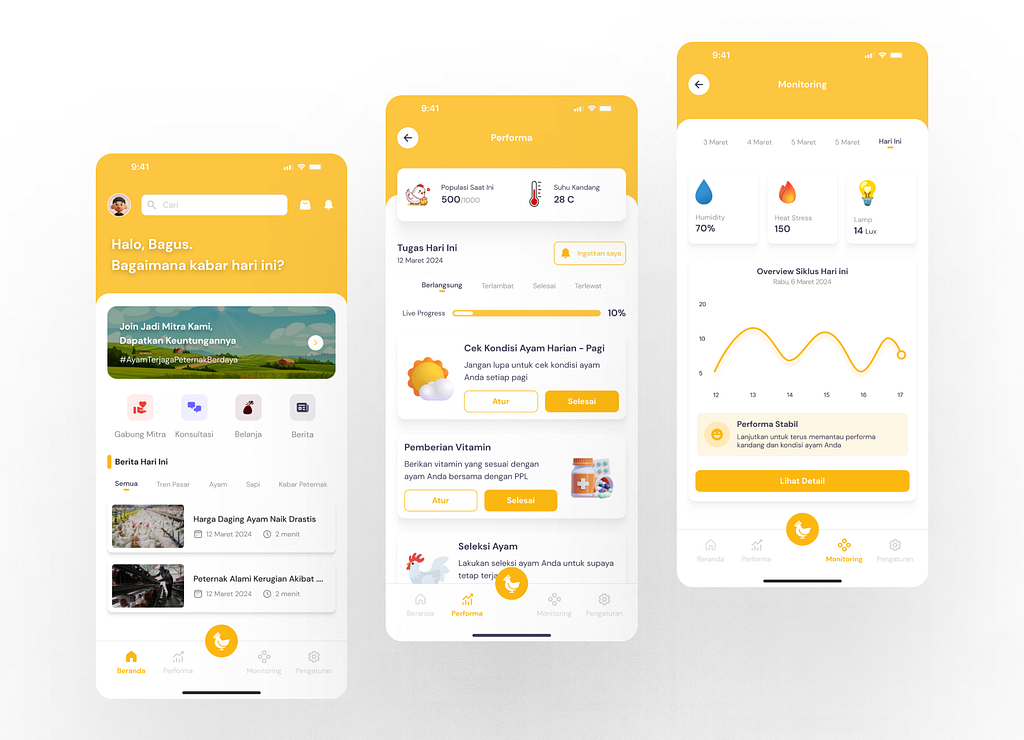 9:41
Cari
Halo, Bagus.
Bagaimana kabar hari ini?
Join Jadi Mitra Kami,
Dapatkan Keuntungannya
#AyamTerjagaPeternakBerdaya
Gabung Mitra
Konsultasi
Belanja
Berita
Berita Hari Ini
Semua
Tren Pasar
Ayam
Sapi
Kabar Peternak
Harga Daging Ayam Naik Drastis
12 Maret 2024
2 menit
Peternak Alami Kerugian Akibat ....
12 Maret 2024
2 menit
Beranda
Performa
Monitoring
Pengaturan
9:41
Performa
Populasi Saat Ini
500/1000
Suhu Kandang
28 C
Tugas Hari Ini
12 Maret 2024
Ingatkan saya
Berlangsung
Terlambat
Selesai
Terlewat
Live Progress
10%
Cek Kondisi Ayam Harian - Pagi
Jangan lupa untuk cek kondisi ayam
Anda setiap pagi
Atur
Selesai
Pemberian Vitamin
Berikan vitamin yang sesuai dengan
ayam Anda bersama dengan PPL
Atur
Selesai
Seleksi Ayam
Lakukan seleksi ayam Anda untuk supaya
tetap
Beranda
Performa
Monitoring
Pengaturan
9:41
Monitoring
3 Maret
4 Maret
5 Maret
5 Maret
Hari Ini
Humidity
70%
Heat Stress
150
Lamp
14 Lux
Overview Siklus Hari ini
Rabu, 6 Maret 2024
20
10
5
12
13
14
15
16
17
Performa Stabil
Lanjutkan untuk terus memantau performa
kandang dan kondisi ayam Anda
Lihat Detail
Beranda
Performa
Monitoring
Pengaturan